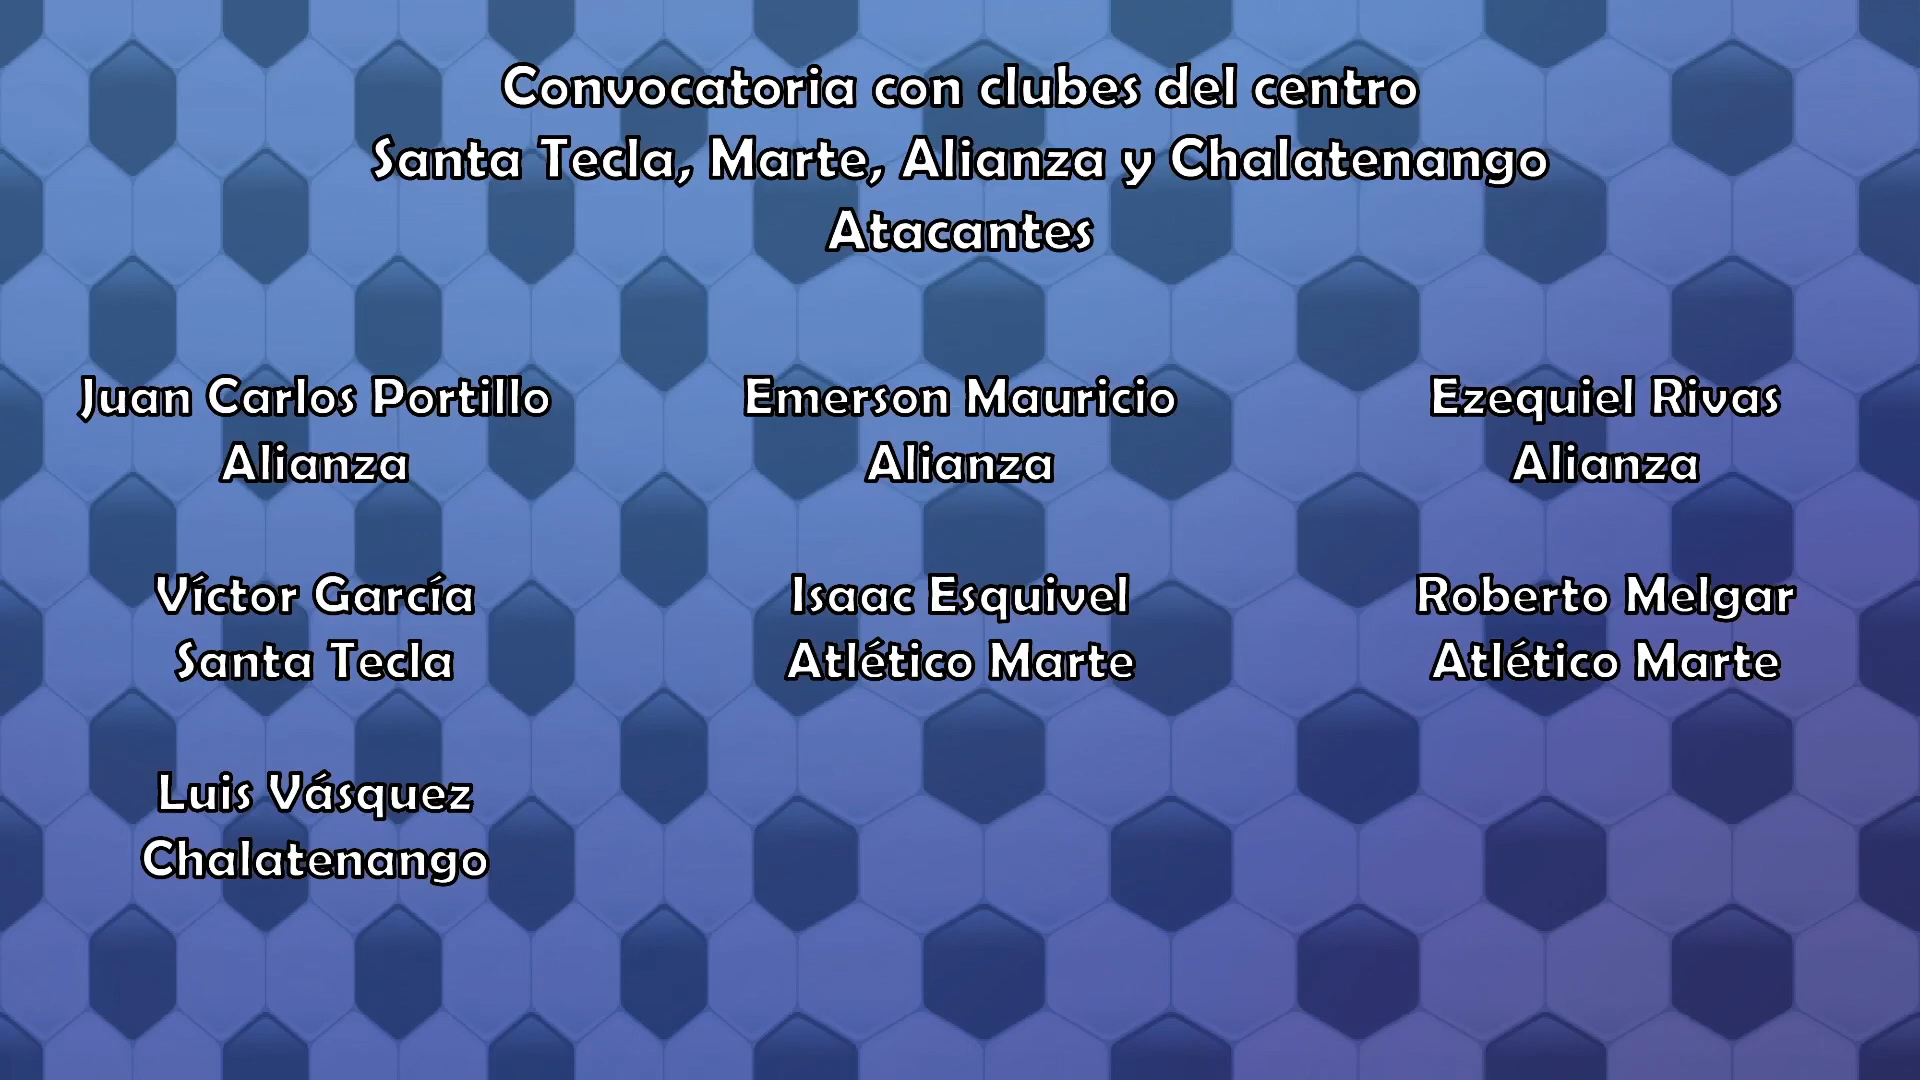 Convocatoria con clubes del centro
Santa Tecla, Marte, Alianza y Chalatenango
Atacantes
Juan Carlos Portillo
Alianza
Emerson Mauricio
Alianza
Ezequiel Rivas
Alianza
Víctor García
Santa Tecla
Isaac Esquivel
Atlético Marte
Roberto Melgar
Atlético Marte
Luis Vásquez
Chalatenango